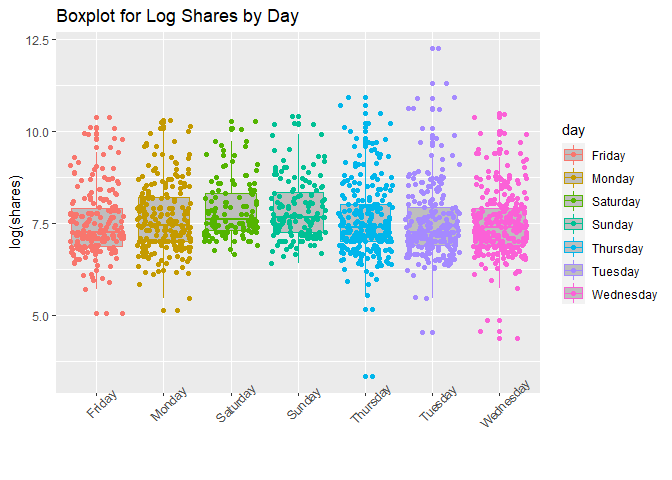 Boxplot for Log Shares by Day
12.5
10.0
7.5
5.0
log(shares)
Friday
Monday
Saturday
Sunday
Thursday
Tuesday
Wednesday
day
Friday
Monday
Saturday
Sunday
Thursday
Tuesday
Wednesday